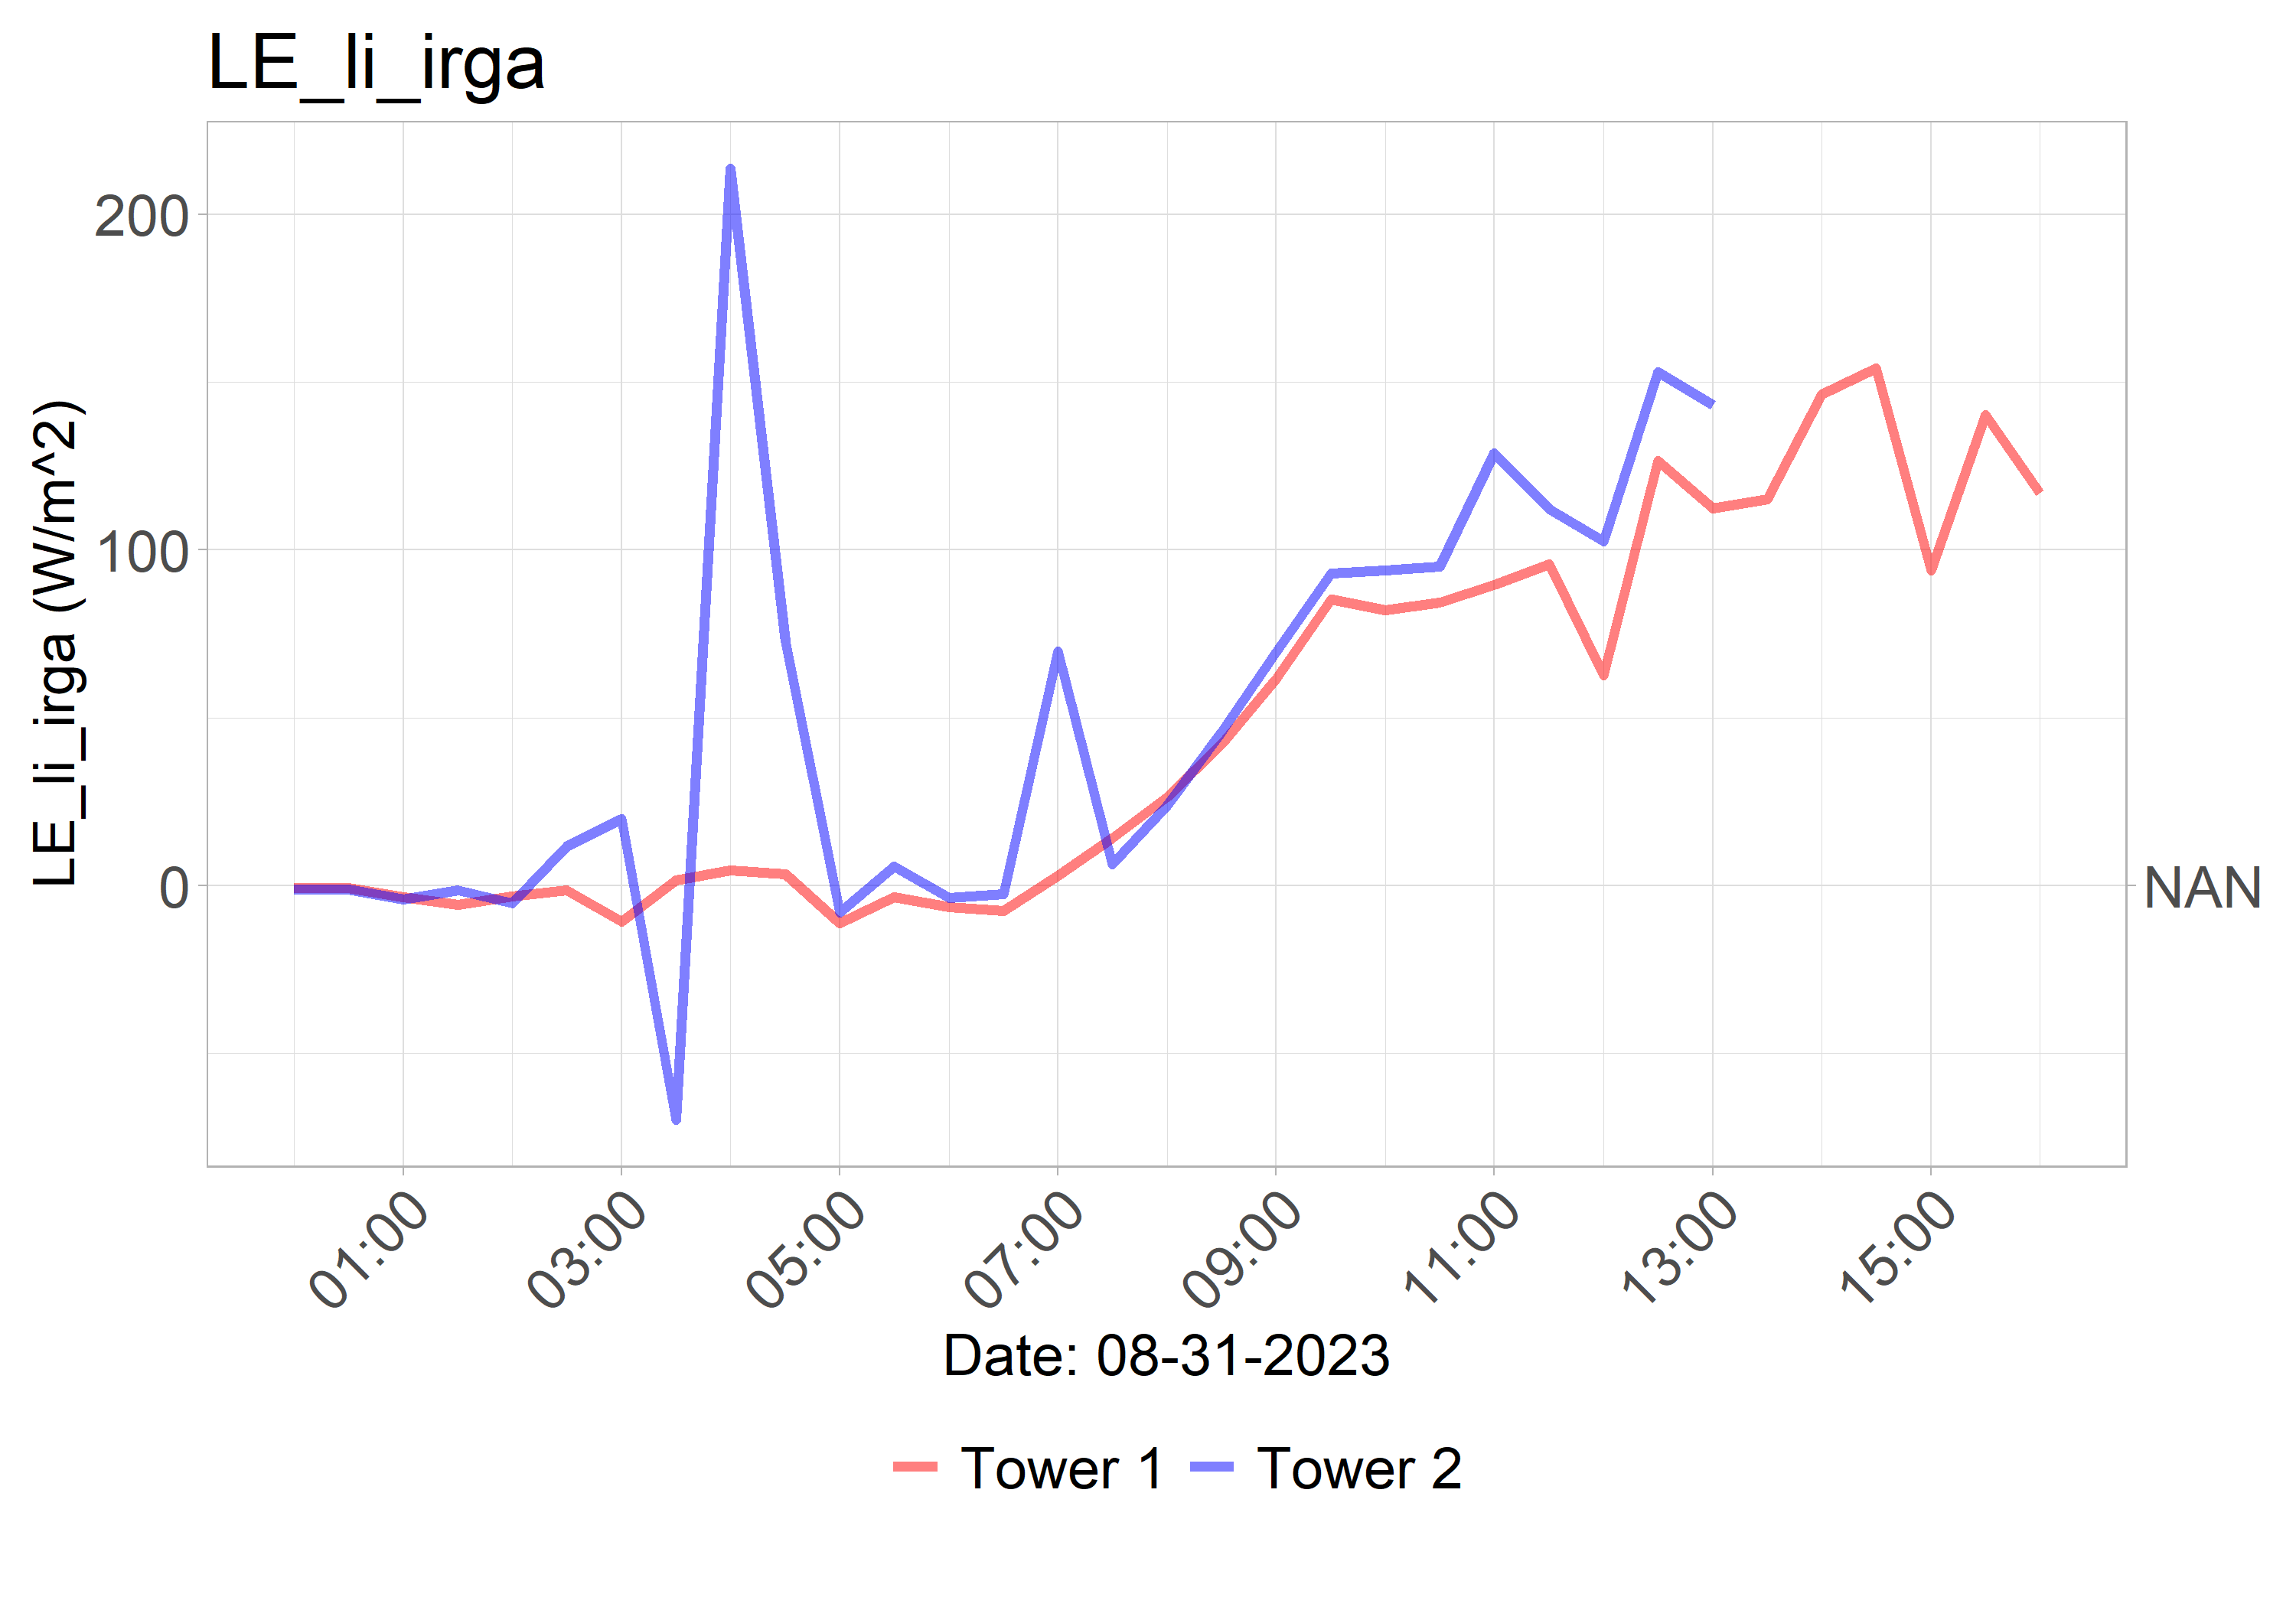 LE_li_irga
LE_li_irga (W/m^2)
200
100
0
NAN
01:00 03:00 05:00 07:00 09:00 11:00 13:00 15:00
Date: 08-31-2023
Tower 1 Tower 2